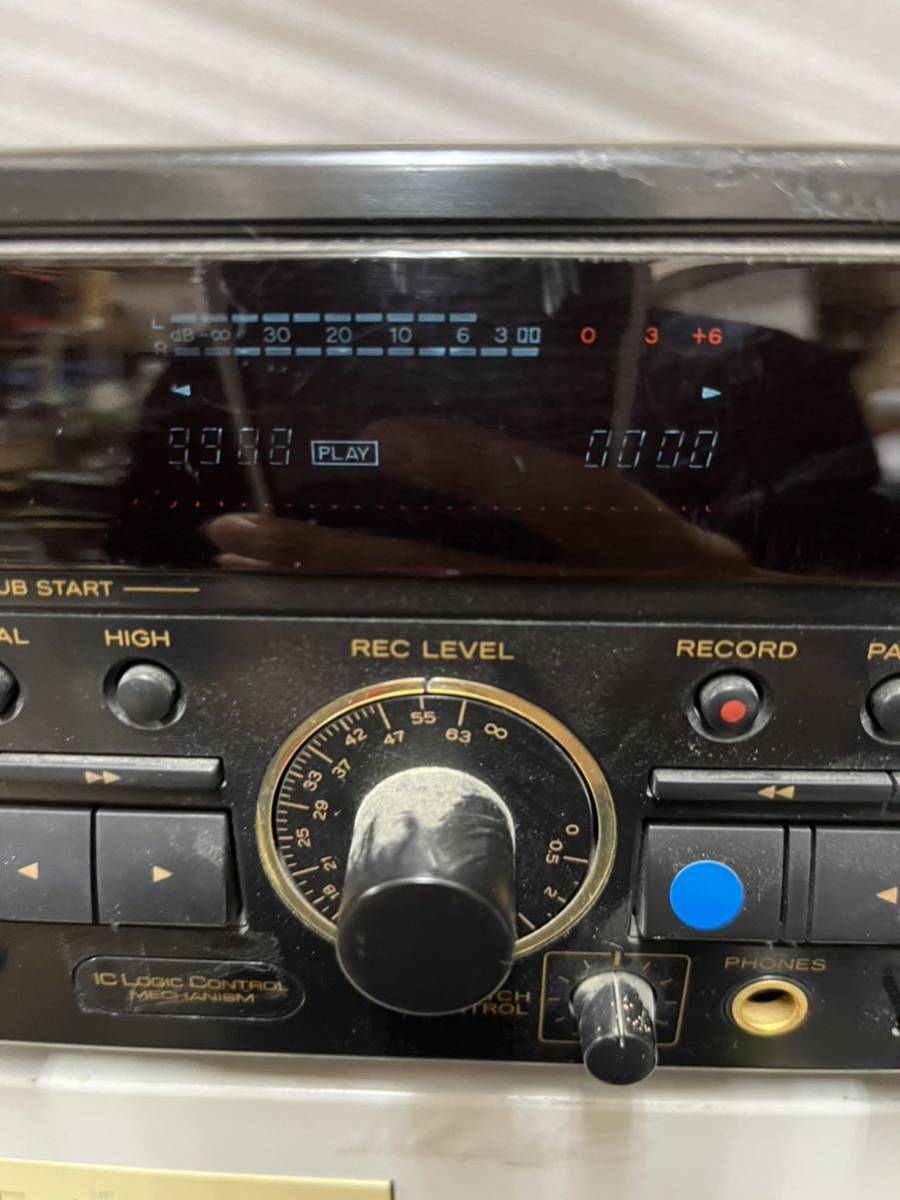 L
dB -∞ 30 20 10 6 3 0 3 +6
R
9988 PLAY 0000
UB START
AL HIGH REC LEVEL RECORD PA
18 21 25 29 33 37 42 47 55 63 ∞
0 0.5 2
IC LOGIC CONTROL
MECHANISM
TCH
NTROL
PHONES